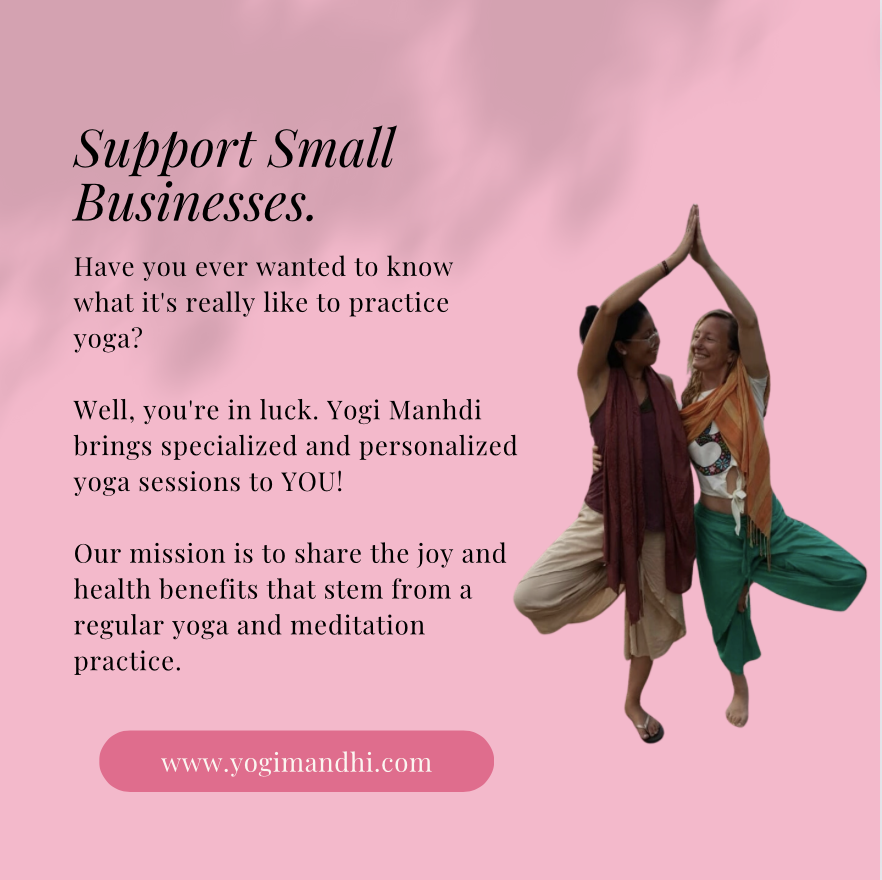 Support Small
Businesses.
Have you ever wanted to know
what it's really like to practice
yoga?
Well, you're in luck. Yogi Manhdi
brings specialized and personalized
yoga sessions to YOU!
Our mission is to share the joy and
health benefits that stem from a
regular yoga and meditation
practice.
www.yogimandhi.com